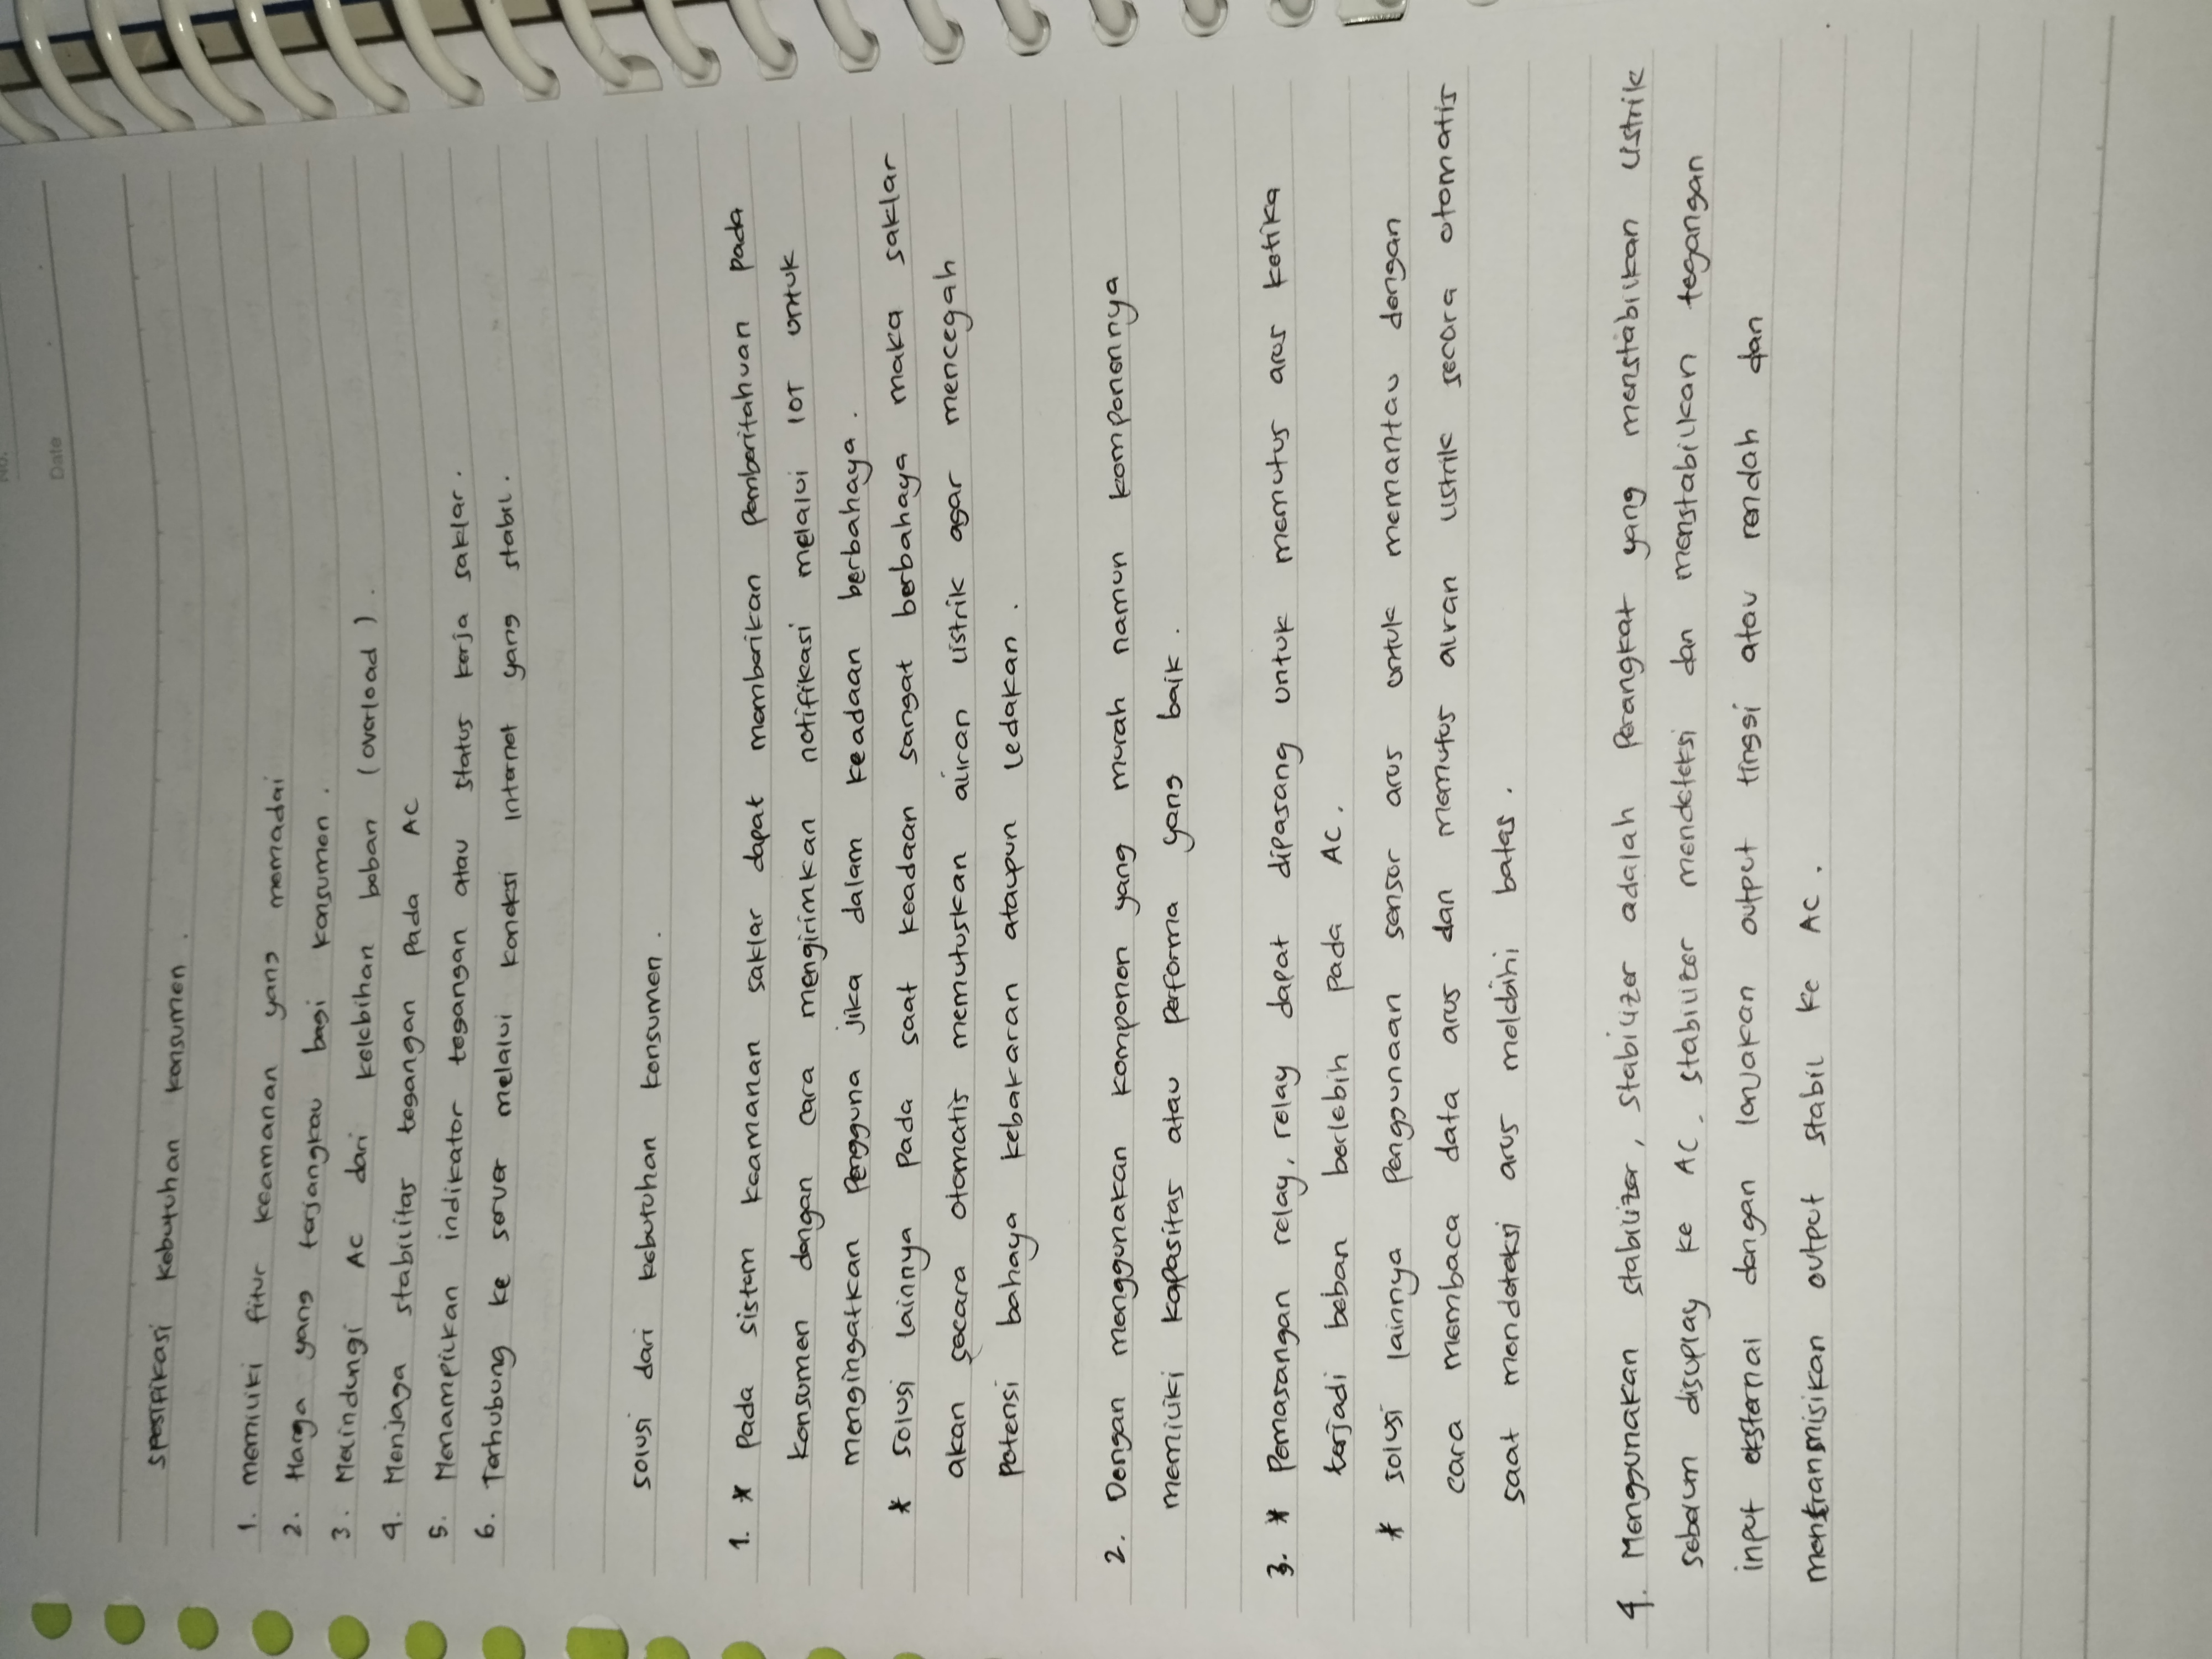 No.
Date
spesifikasi kebutuhan konsumen.
1. memiliki fitur keamanan yang memadai
2. Harga yang terjangkau bagi konsumen.
3. Melindungi AC dari kelebihan beban (overload).
4. Menjaga stabilitas tegangan pada AC
5. Menampilkan indikator tegangan atau status kerja saklar.
6. Terhubung ke server melalui koneksi internet yang stabil.
solusi dari kebutuhan konsumen.
1. * Pada sistem keamanan saklar dapat memberikan pemberitahuan pada
konsumen dengan cara mengirimkan notifikasi melalui IOT untuk
mengingatkan pengguna jika dalam keadaan berbahaya.
* solusi lainnya pada saat keadaan sangat berbahaya maka saklar
akan secara otomatis memutuskan aliran listrik agar mencegah
potensi bahaya kebakaran ataupun ledakan.
2. Dengan menggunakan komponen yang murah namun komponennya
memiliki kapasitas atau performa yang baik.
3. * Pemasangan relay, relay dapat dipasang untuk memutus arus ketika
terjadi beban berlebih pada AC.
* solusi lainnya penggunaan sensor arus untuk memantau dengan
cara membaca data arus dan memutus aliran listrik secara otomatis
saat mendeteksi arus melebihi batas.
4. Menggunakan stabilizer, stabilizer adalah perangkat yang menstabilkan listrik
sebelum disuplay ke AC, stabilizer mendeteksi dan menstabilkan tegangan
input eksternal dengan lonjakan output tinggi atau rendah dan
mentransmisikan output stabil ke AC.